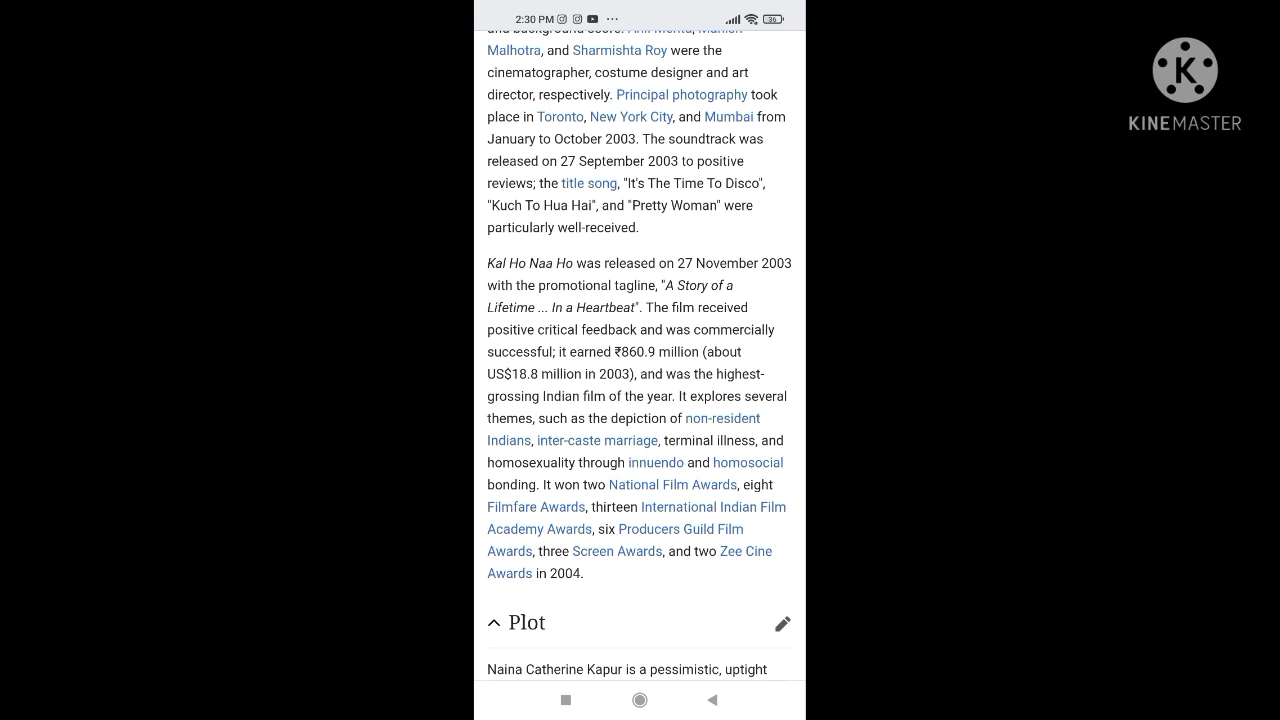 2:30 PM
36
and background score. Anil Mehta, Manish
Malhotra, and Sharmishta Roy were the
cinematographer, costume designer and art
director, respectively. Principal photography took
place in Toronto, New York City, and Mumbai from
January to October 2003. The soundtrack was
released on 27 September 2003 to positive
reviews; the title song, "It's The Time To Disco",
"Kuch To Hua Hai", and "Pretty Woman" were
particularly well-received.
Kal Ho Naa Ho was released on 27 November 2003
with the promotional tagline, "A Story of a
Lifetime ... In a Heartbeat". The film received
positive critical feedback and was commercially
successful; it earned ₹860.9 million (about
US$18.8 million in 2003), and was the highest-
grossing Indian film of the year. It explores several
themes, such as the depiction of non-resident
Indians, inter-caste marriage, terminal illness, and
homosexuality through innuendo and homosocial
bonding. It won two National Film Awards, eight
Filmfare Awards, thirteen International Indian Film
Academy Awards, six Producers Guild Film
Awards, three Screen Awards, and two Zee Cine
Awards in 2004.
Plot
Naina Catherine Kapur is a pessimistic, uptight
K
KINEMASTER